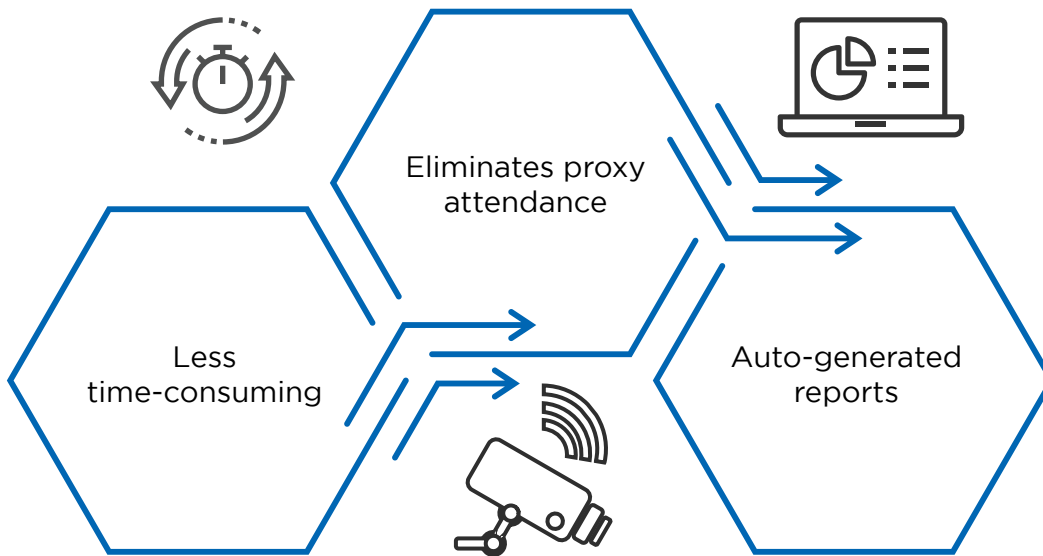 Less
time-consuming
Eliminates proxy
attendance
Auto-generated
reports